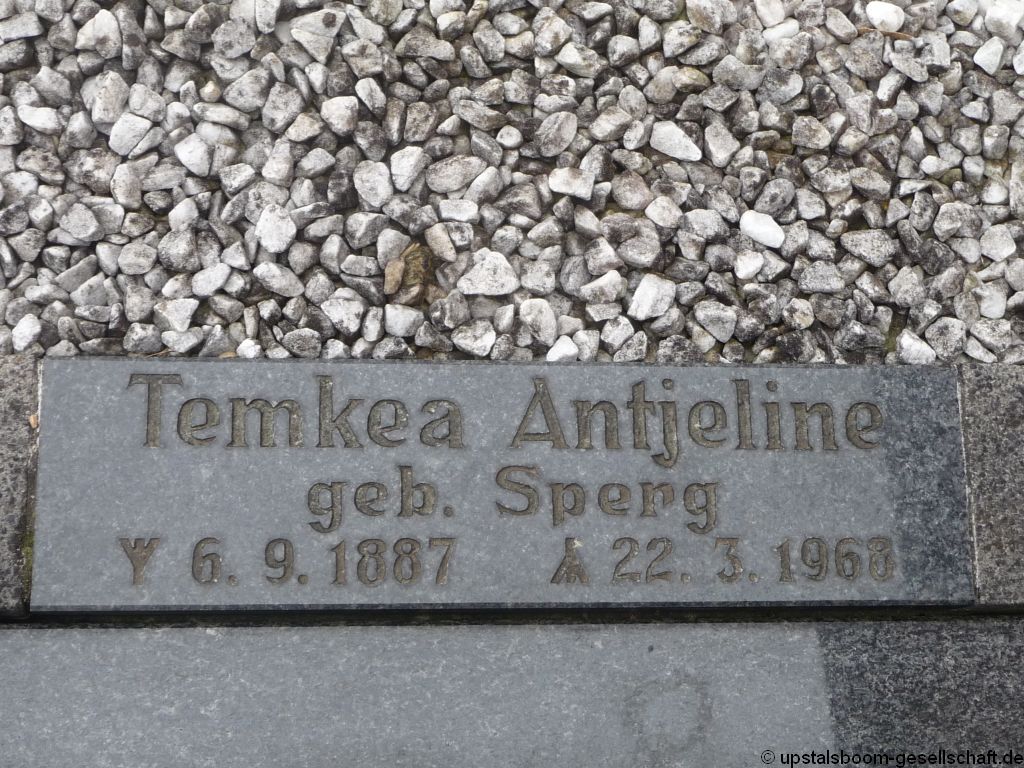 Temkea Antjeline
geb. Sperg
ᛉ 6. 9. 1887 ᛣ 22. 3. 1968
© upstalsboom-gesellschaft.de